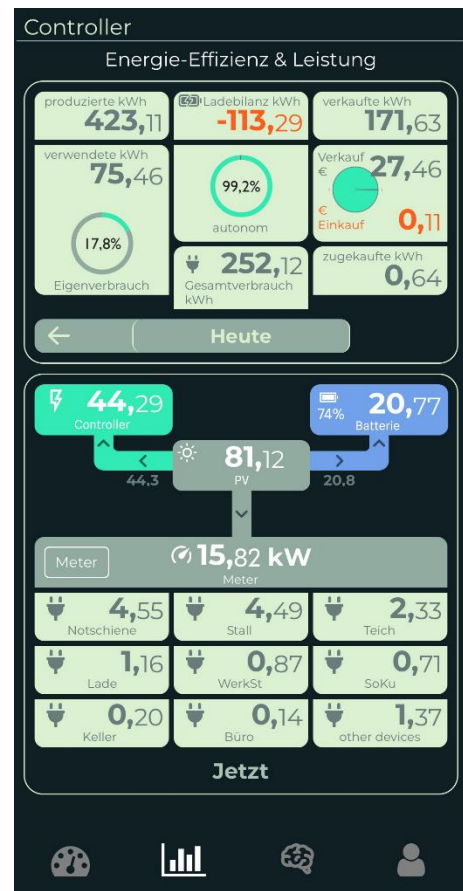 Controller
Energie-Effizienz & Leistung
produzierte kWh
423,11
Ladebilanz kWh
-113,29
verkaufte kWh
171,63
verwendete kWh
75,46
17,8%
Eigenverbrauch
99,2%
autonom
Verkauf
€
27,46
€
Einkauf
0,11
252,12
Gesamtverbrauch
kWh
zugekaufte kWh
0,64
Heute
44,29
Controller
74%
20,77
Batterie
81,12
PV
44.3
20.8
Meter
15,82 kW
Meter
4,55
Notschiene
4,49
Stall
2,33
Teich
1,16
Lade
0,87
WerkSt
0,71
SoKu
0,20
Keller
0,14
Büro
1,37
other devices
Jetzt